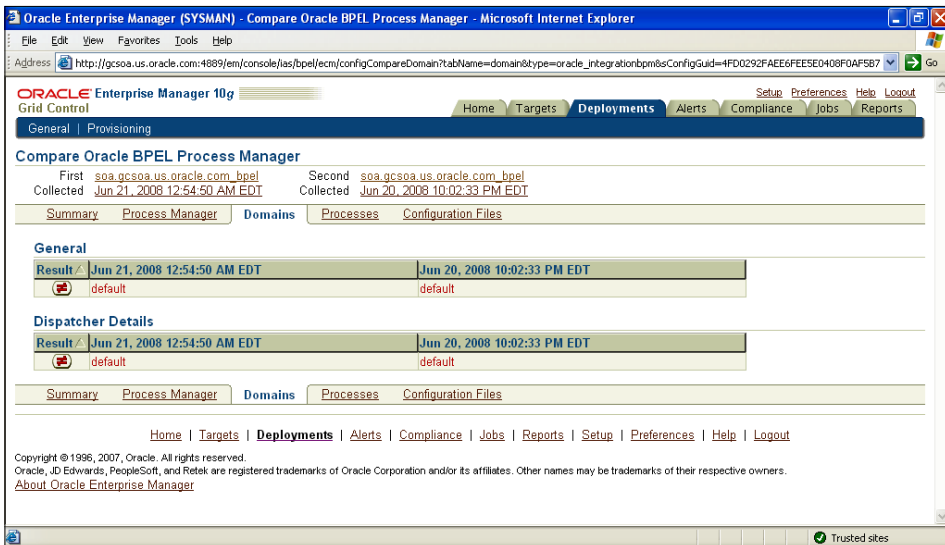 Oracle Enterprise Manager (SYSMAN) - Compare Oracle BPEL Process Manager - Microsoft Internet Explorer
File Edit View Favorites Tools Help
Address http://gcsoa.us.oracle.com:4889/em/console/ias/bpel/ecm/configCompareDomain?tabName=domain&type=oracle_integrationbpm&sConfigGuid=4FD0292FAEE6FEE5E0408F0AF5B7 Go
ORACLE Enterprise Manager 10g
Setup Preferences Help Logout
Grid Control
Home Targets Deployments Alerts Compliance Jobs Reports
General | Provisioning
Compare Oracle BPEL Process Manager
First soa.gcsoa.us.oracle.com_bpel Second soa.gcsoa.us.oracle.com_bpel
Collected Jun 21, 2008 12:54:50 AM EDT Collected Jun 20, 2008 10:02:33 PM EDT
Summary Process Manager Domains Processes Configuration Files
General
Result Jun 21, 2008 12:54:50 AM EDT Jun 20, 2008 10:02:33 PM EDT
default default
Dispatcher Details
Result Jun 21, 2008 12:54:50 AM EDT Jun 20, 2008 10:02:33 PM EDT
default default
Summary Process Manager Domains Processes Configuration Files
Home | Targets | Deployments | Alerts | Compliance | Jobs | Reports | Setup | Preferences | Help | Logout
Copyright © 1996, 2007, Oracle. All rights reserved.
Oracle, JD Edwards, PeopleSoft, and Retek are registered trademarks of Oracle Corporation and/or its affiliates. Other names may be trademarks of their respective owners.
About Oracle Enterprise Manager
Trusted sites